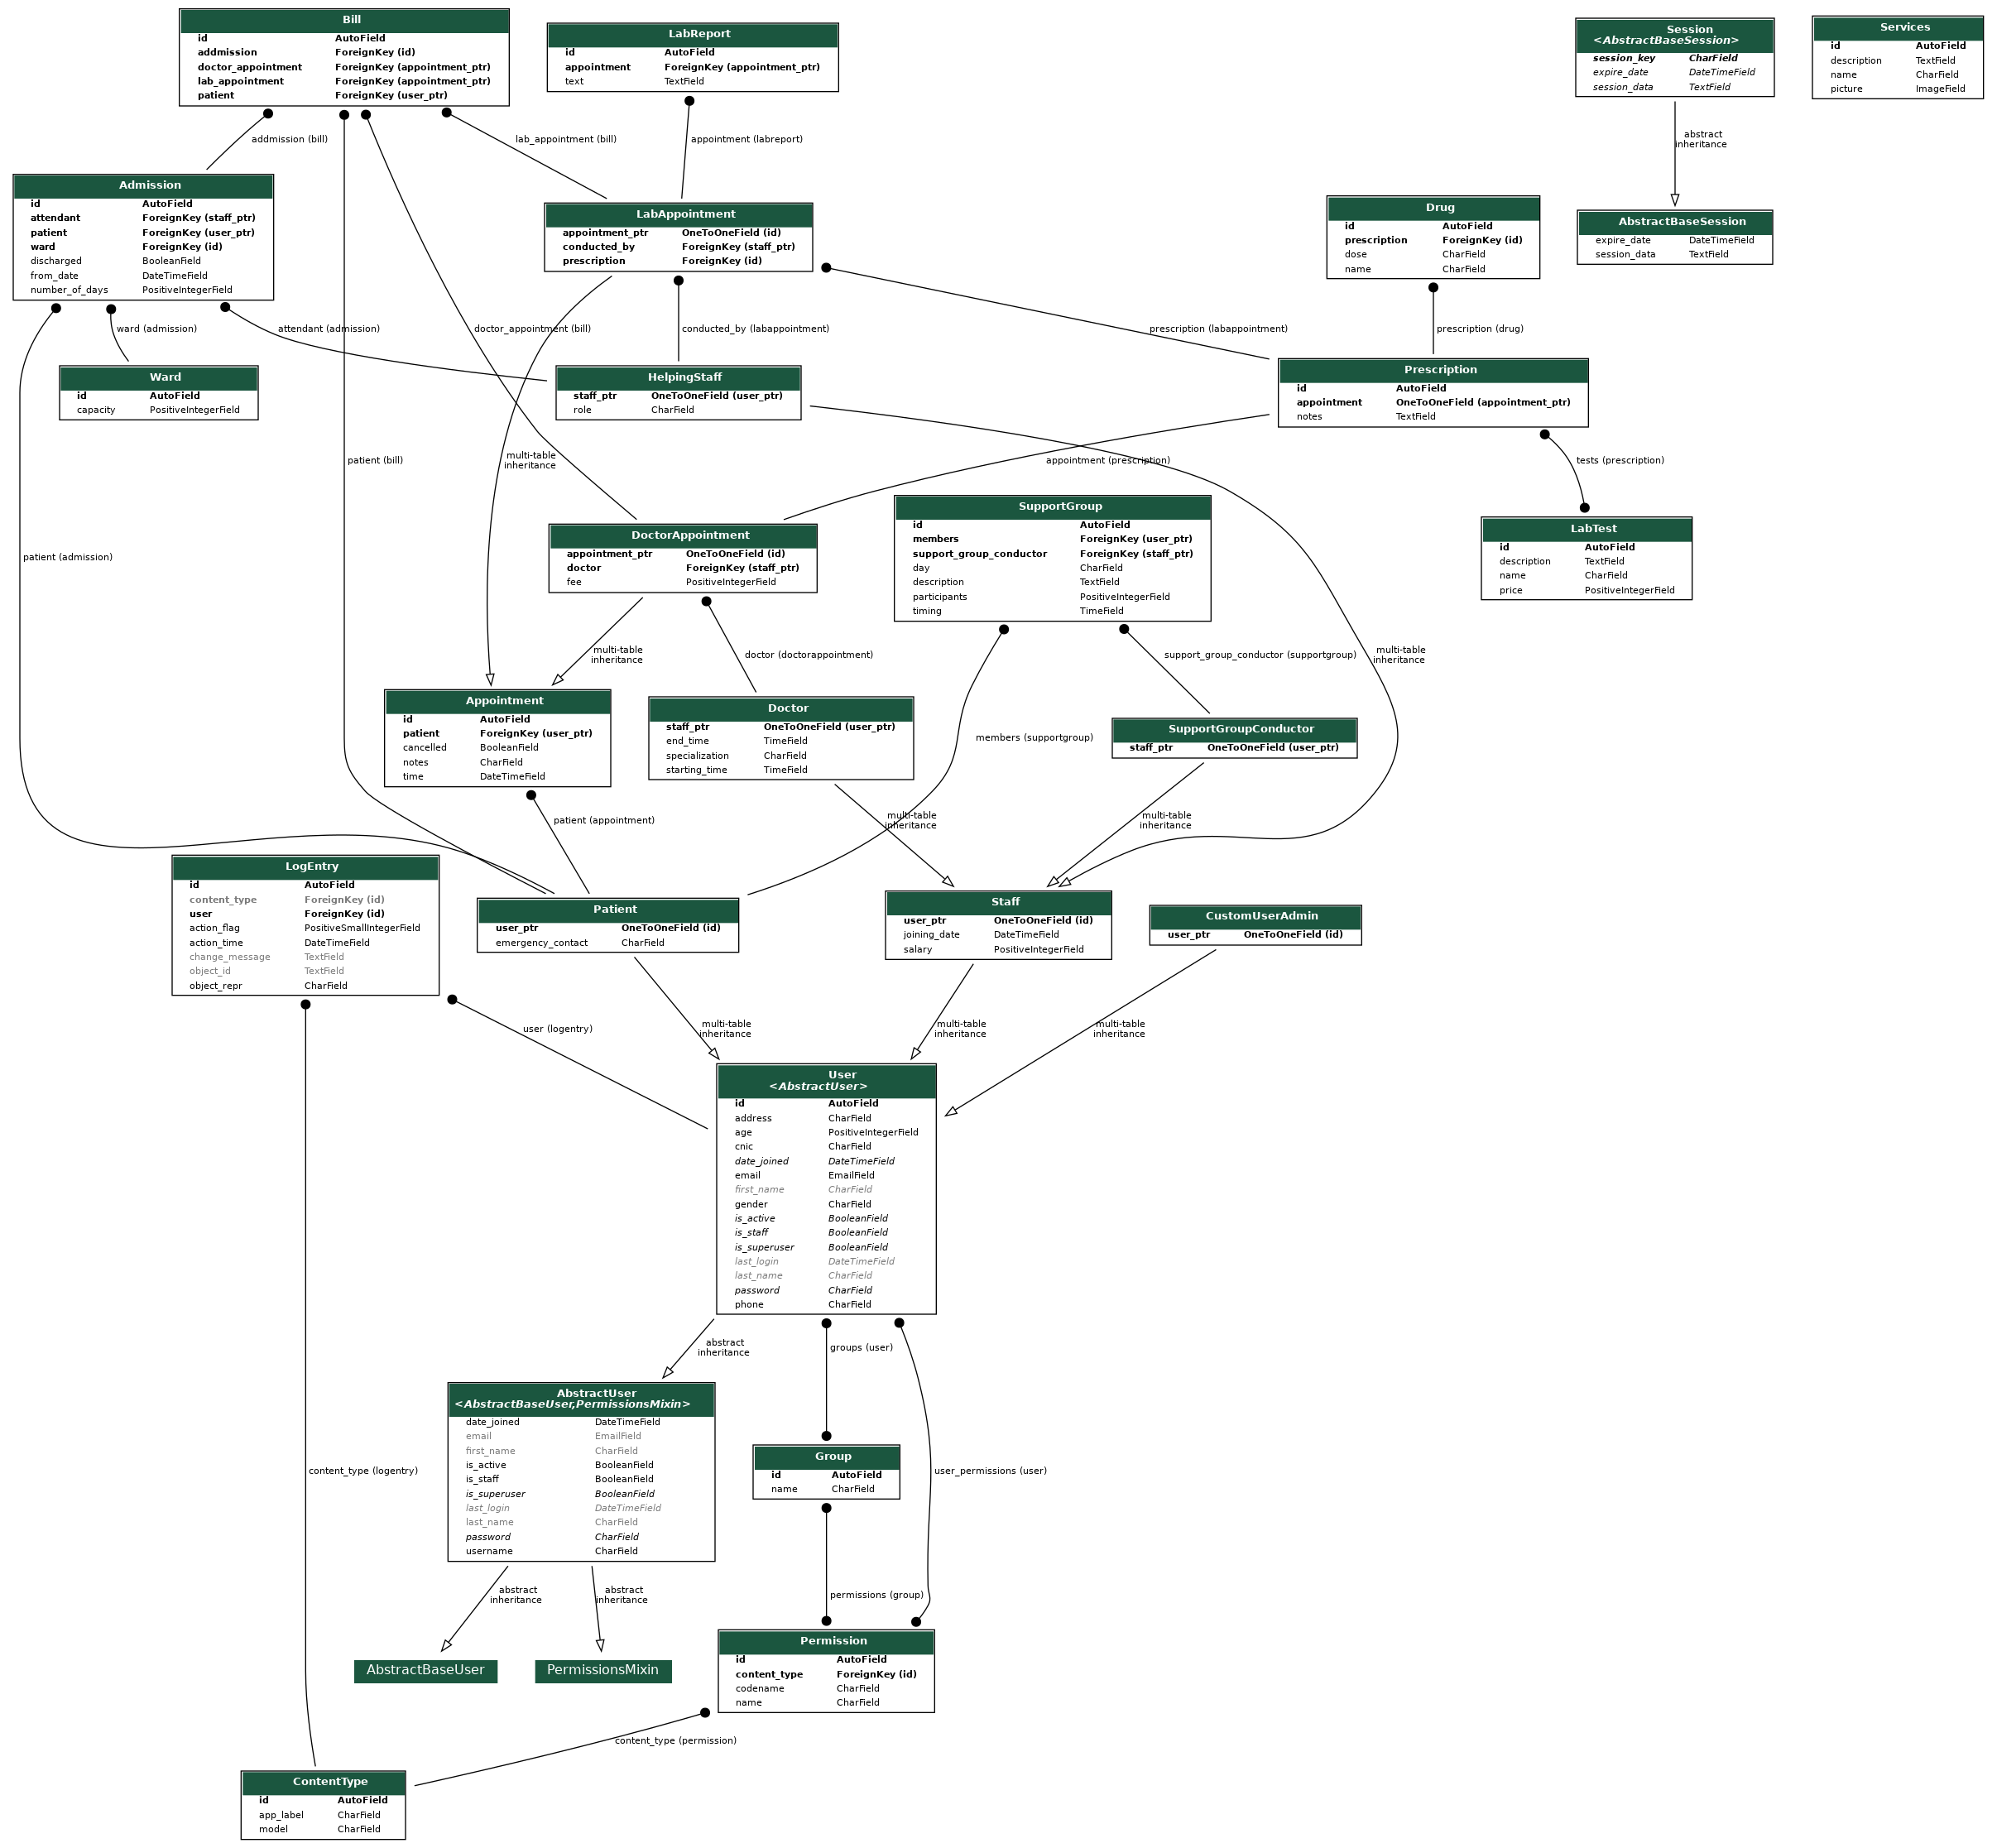 Bill
id AutoField
addmission ForeignKey (id)
doctor_appointment ForeignKey (appointment_ptr)
lab_appointment ForeignKey (appointment_ptr)
patient ForeignKey (user_ptr)
LabReport
id AutoField
appointment ForeignKey (appointment_ptr)
text TextField
Session
<AbstractBaseSession>
session_key CharField
expire_date DateTimeField
session_data TextField
Services
id AutoField
description TextField
name CharField
picture ImageField
addmission (bill)
lab_appointment (bill)
appointment (labreport)
abstract
inheritance
Admission
id AutoField
attendant ForeignKey (staff_ptr)
patient ForeignKey (user_ptr)
ward ForeignKey (id)
discharged BooleanField
from_date DateTimeField
number_of_days PositiveIntegerField
LabAppointment
appointment_ptr OneToOneField (id)
conducted_by ForeignKey (staff_ptr)
prescription ForeignKey (id)
Drug
id AutoField
prescription ForeignKey (id)
dose CharField
name CharField
AbstractBaseSession
expire_date DateTimeField
session_data TextField
ward (admission)
attendant (admission)
doctor_appointment (bill)
conducted_by (labappointment)
prescription (labappointment)
prescription (drug)
Ward
id AutoField
capacity PositiveIntegerField
HelpingStaff
staff_ptr OneToOneField (user_ptr)
role CharField
Prescription
id AutoField
appointment OneToOneField (appointment_ptr)
notes TextField
patient (bill)
multi-table
inheritance
appointment (prescription)
tests (prescription)
patient (admission)
DoctorAppointment
appointment_ptr OneToOneField (id)
doctor ForeignKey (staff_ptr)
fee PositiveIntegerField
SupportGroup
id AutoField
members ForeignKey (user_ptr)
support_group_conductor ForeignKey (staff_ptr)
day CharField
description TextField
participants PositiveIntegerField
timing TimeField
LabTest
id AutoField
description TextField
name CharField
price PositiveIntegerField
multi-table
inheritance
doctor (doctorappointment)
support_group_conductor (supportgroup)
multi-table
inheritance
Appointment
id AutoField
patient ForeignKey (user_ptr)
cancelled BooleanField
notes CharField
time DateTimeField
Doctor
staff_ptr OneToOneField (user_ptr)
end_time TimeField
specialization CharField
starting_time TimeField
members (supportgroup)
SupportGroupConductor
staff_ptr OneToOneField (user_ptr)
patient (appointment)
multi-table
inheritance
multi-table
inheritance
LogEntry
id AutoField
content_type ForeignKey (id)
user ForeignKey (id)
action_flag PositiveSmallIntegerField
action_time DateTimeField
change_message TextField
object_id TextField
object_repr CharField
Patient
user_ptr OneToOneField (id)
emergency_contact CharField
Staff
user_ptr OneToOneField (id)
joining_date DateTimeField
salary PositiveIntegerField
CustomUserAdmin
user_ptr OneToOneField (id)
user (logentry)
multi-table
inheritance
multi-table
inheritance
multi-table
inheritance
User
<AbstractUser>
id AutoField
address CharField
age PositiveIntegerField
cnic CharField
date_joined DateTimeField
email EmailField
first_name CharField
gender CharField
is_active BooleanField
is_staff BooleanField
is_superuser BooleanField
last_login DateTimeField
last_name CharField
password CharField
phone CharField
abstract
inheritance
groups (user)
AbstractUser
<AbstractBaseUser,PermissionsMixin>
date_joined DateTimeField
email EmailField
first_name CharField
is_active BooleanField
is_staff BooleanField
is_superuser BooleanField
last_login DateTimeField
last_name CharField
password CharField
username CharField
content_type (logentry)
Group
id AutoField
name CharField
user_permissions (user)
abstract
inheritance
abstract
inheritance
permissions (group)
AbstractBaseUser
PermissionsMixin
Permission
id AutoField
content_type ForeignKey (id)
codename CharField
name CharField
content_type (permission)
ContentType
id AutoField
app_label CharField
model CharField